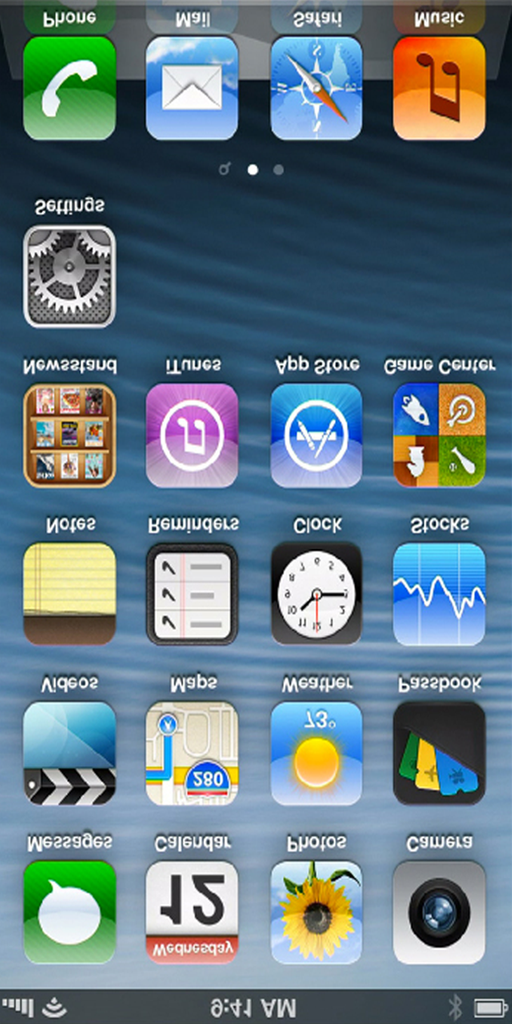 9:41 AM
Wednesday
12
Messages Calendar Photos Camera
280
73°
Videos Maps Weather Passbook
Notes Reminders Clock Stocks
Newsstand iTunes App Store Game Center
Settings
Phone Mail Safari Music